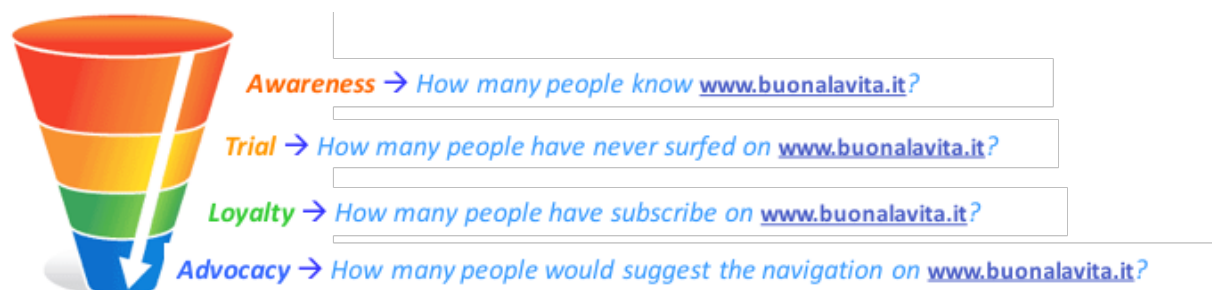 Awareness → How many people know www.buonalavita.it?
Trial → How many people have never surfed on www.buonalavita.it?
Loyalty → How many people have subscribe on www.buonalavita.it?
Advocacy → How many people would suggest the navigation on www.buonalavita.it?